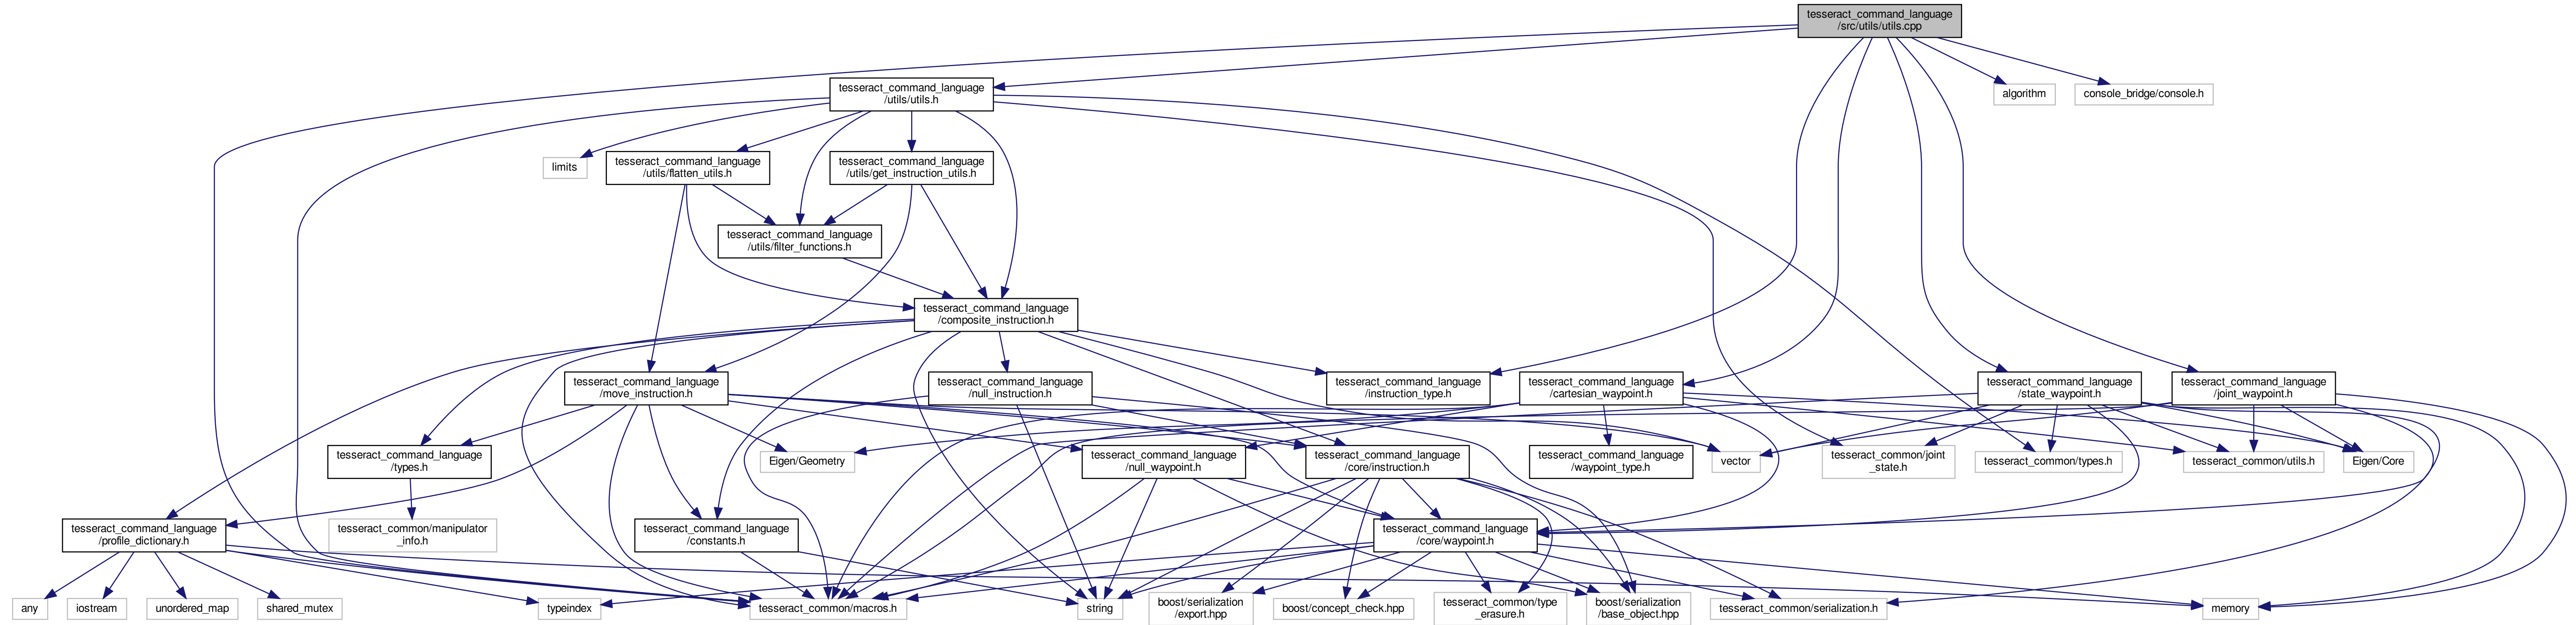 tesseract_command_language
/src/utils/utils.cpp
tesseract_command_language
/utils/utils.h
algorithm
console_bridge/console.h
limits
tesseract_command_language
/utils/flatten_utils.h
tesseract_command_language
/utils/get_instruction_utils.h
tesseract_command_language
/utils/filter_functions.h
tesseract_command_language
/composite_instruction.h
tesseract_command_language
/move_instruction.h
tesseract_command_language
/null_instruction.h
tesseract_command_language
/instruction_type.h
tesseract_command_language
/cartesian_waypoint.h
tesseract_command_language
/state_waypoint.h
tesseract_command_language
/joint_waypoint.h
tesseract_command_language
/types.h
Eigen/Geometry
tesseract_command_language
/null_waypoint.h
tesseract_command_language
/core/instruction.h
tesseract_command_language
/waypoint_type.h
vector
tesseract_common/joint
_state.h
tesseract_common/types.h
tesseract_common/utils.h
Eigen/Core
tesseract_command_language
/profile_dictionary.h
tesseract_common/manipulator
_info.h
tesseract_command_language
/constants.h
tesseract_command_language
/core/waypoint.h
any
iostream
unordered_map
shared_mutex
typeindex
tesseract_common/macros.h
string
boost/serialization
/export.hpp
boost/concept_check.hpp
tesseract_common/type
_erasure.h
boost/serialization
/base_object.hpp
tesseract_common/serialization.h
memory